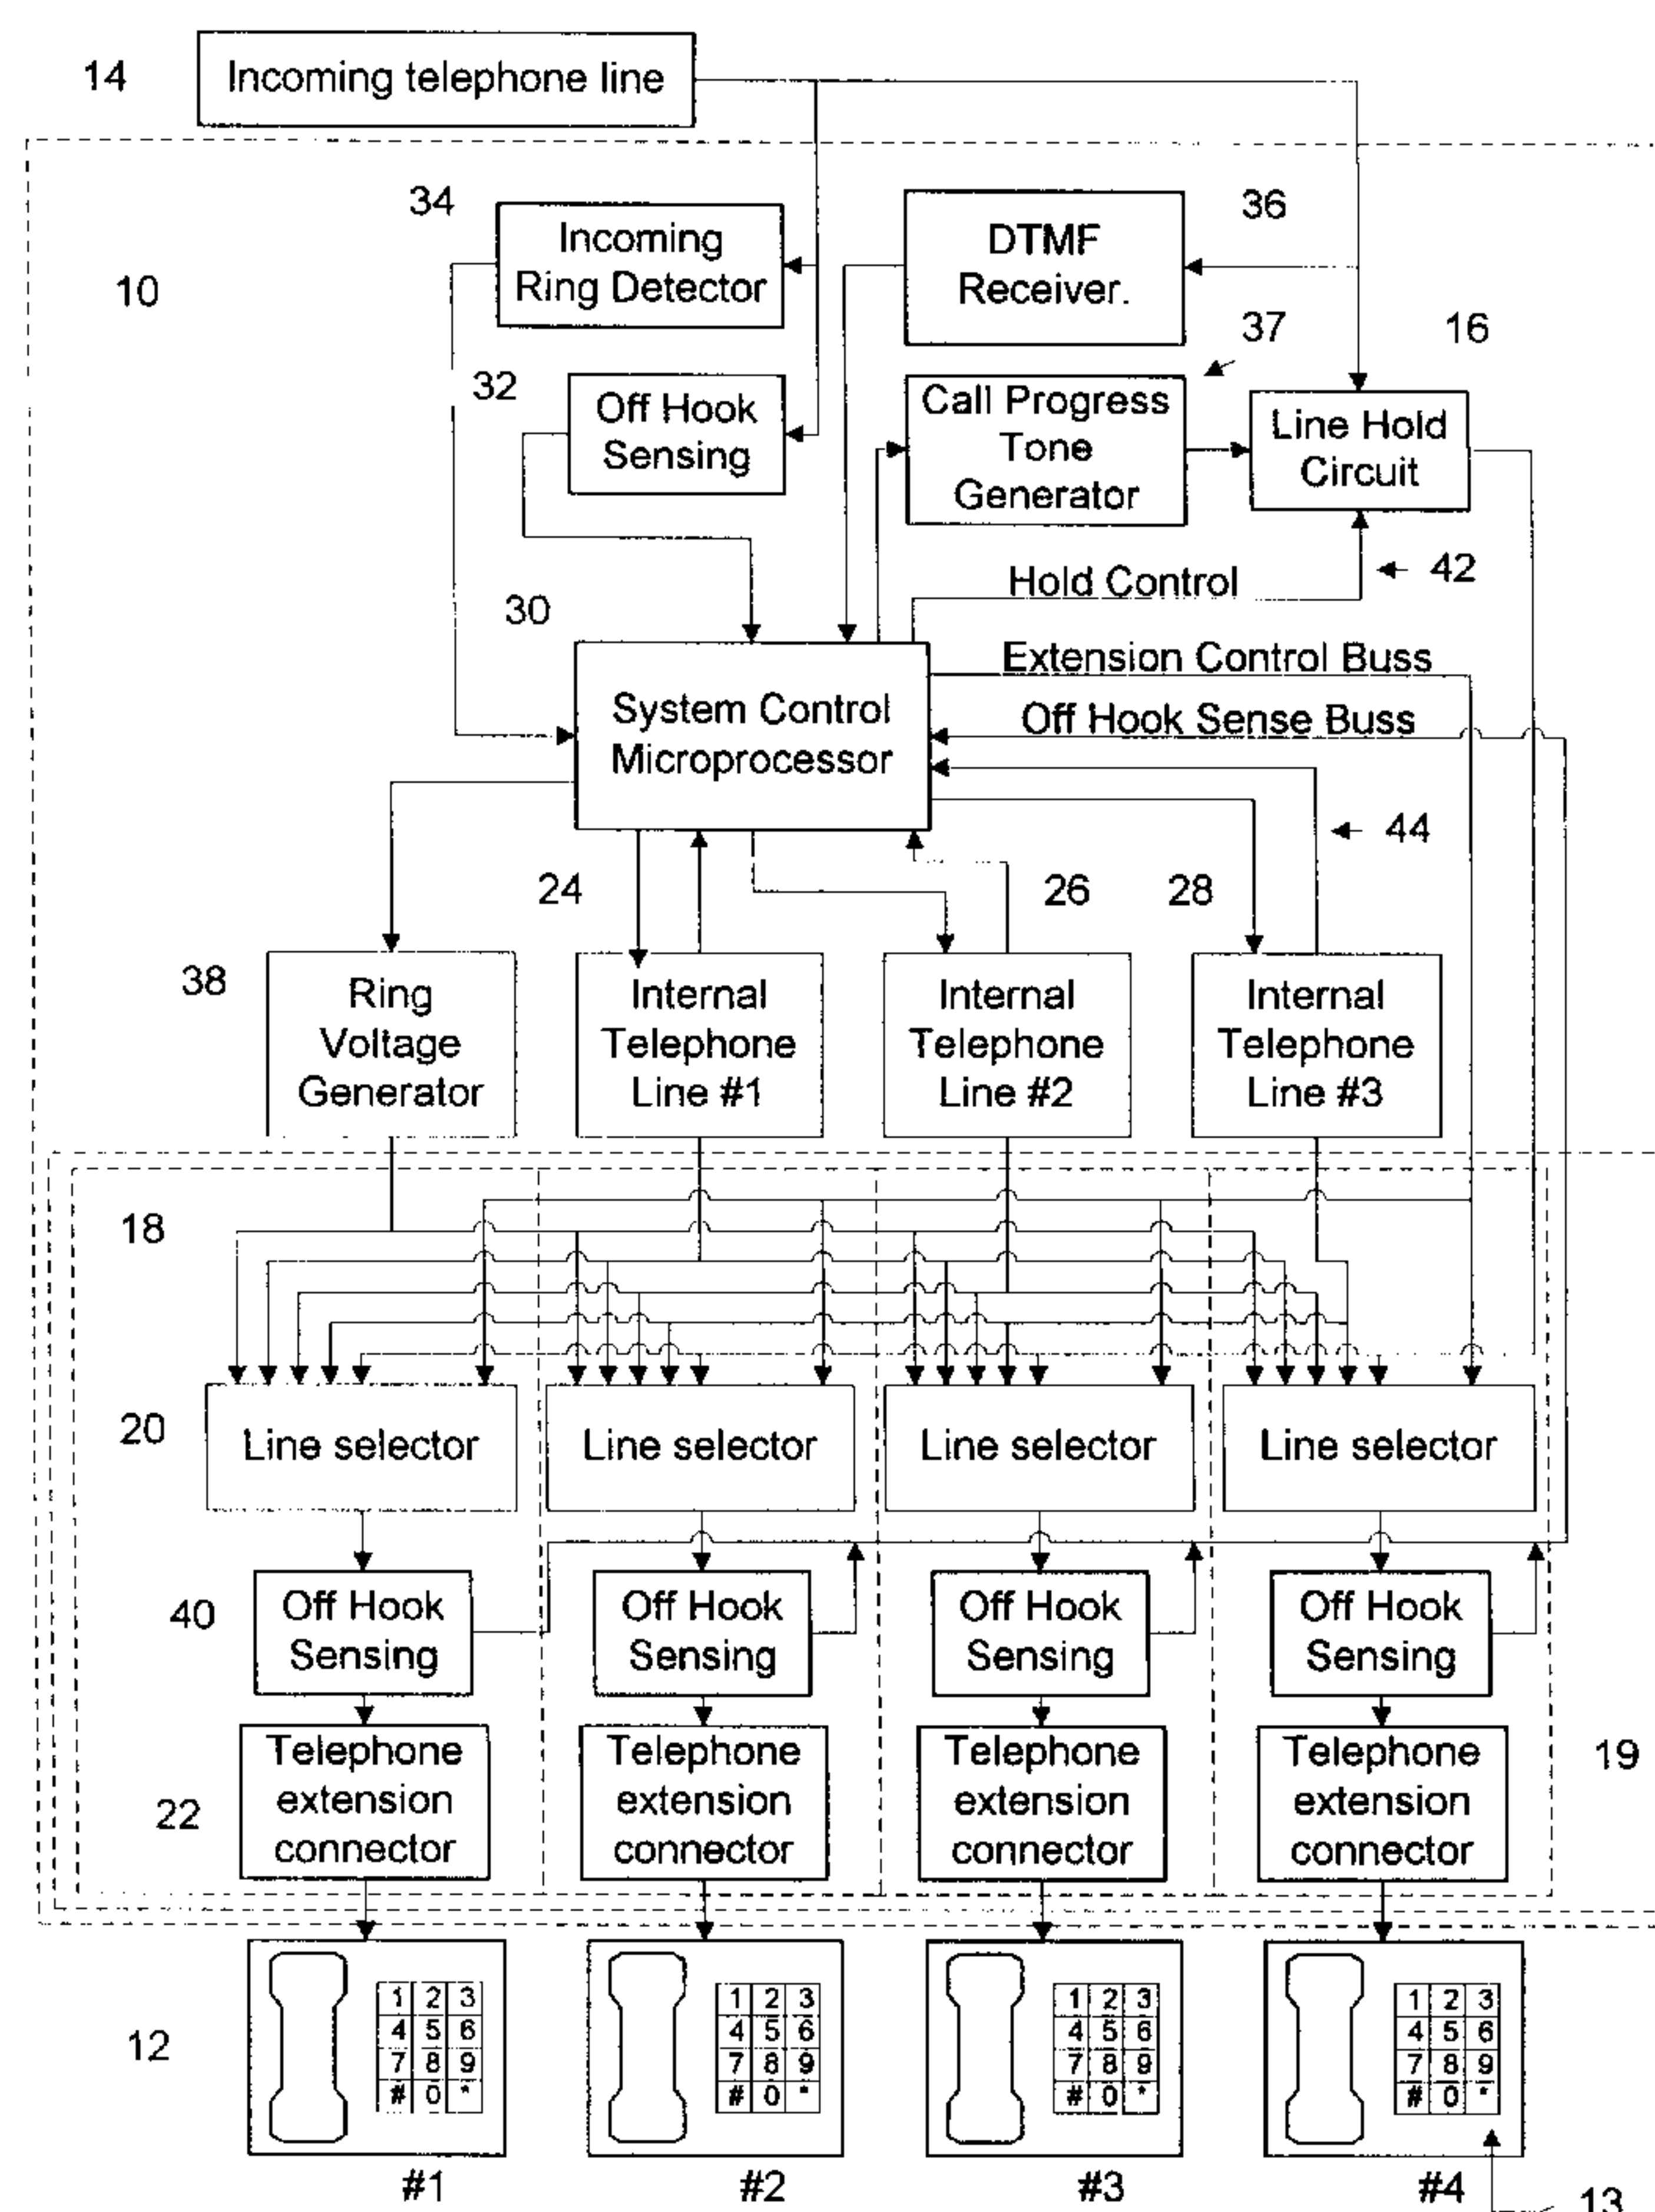 14
Incoming telephone line
34
Incoming
Ring Detector
DTMF
Receiver.
36
10
37
16
32
Off Hook
Sensing
Call Progress
Tone
Generator
Line Hold
Circuit
Hold Control
42
30
Extension Control Buss
System Control
Microprocessor
Off Hook Sense Buss
44
24
26
28
38
Ring
Voltage
Generator
Internal
Telephone
Line #1
Internal
Telephone
Line #2
Internal
Telephone
Line #3
18
20
Line selector
Line selector
Line selector
Line selector
40
Off Hook
Sensing
Off Hook
Sensing
Off Hook
Sensing
Off Hook
Sensing
19
22
Telephone
extension
connector
Telephone
extension
connector
Telephone
extension
connector
Telephone
extension
connector
12
1 2 3
4 5 6
7 8 9
# 0 *
1 2 3
4 5 6
7 8 9
# 0 *
1 2 3
4 5 6
7 8 9
# 0 *
1 2 3
4 5 6
7 8 9
# 0 *
#1
#2
#3
#4
13